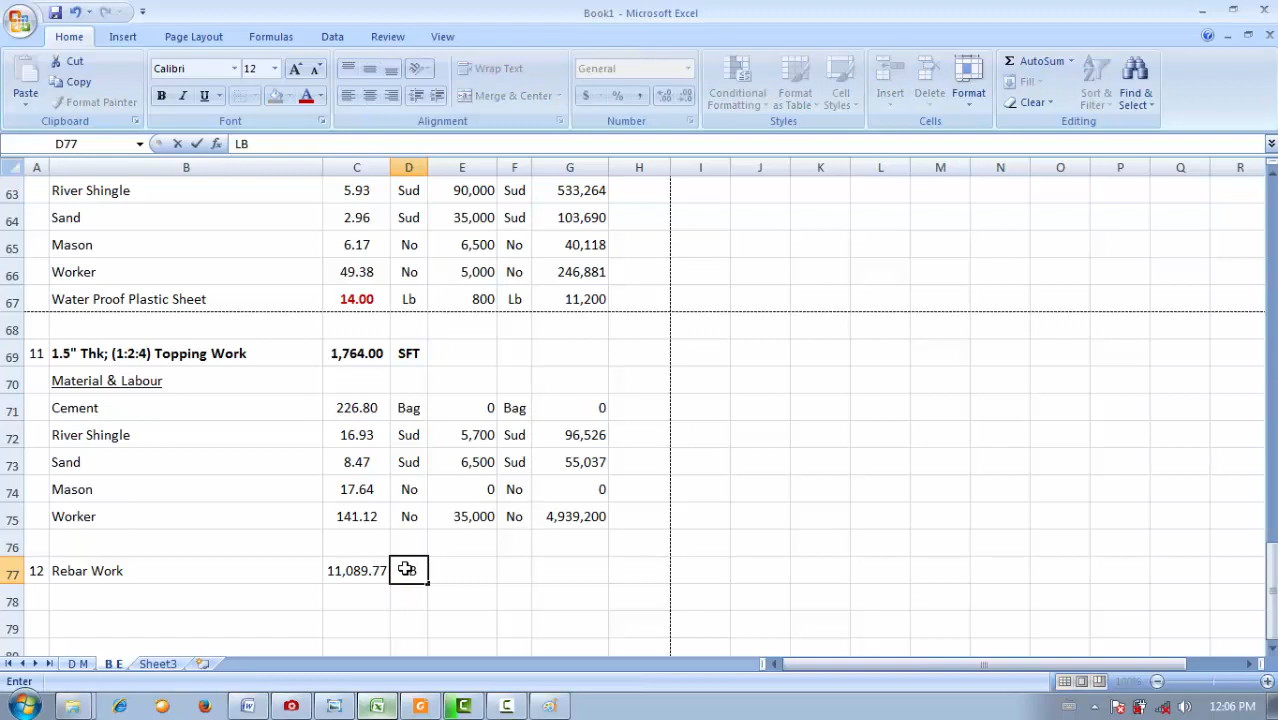 Book1 - Microsoft Excel
Home Insert Page Layout Formulas Data Review View
Cut Calibri 12 Wrap Text General AutoSum
Copy Fill
Paste Format Painter B I U Merge & Center $ % , Conditional Formatting Format as Table Cell Styles Insert Delete Format Clear Sort & Filter Find & Select
Clipboard Font Alignment Number Styles Cells Editing
D77 LB
A B C D E F G H I J K L M N O P Q R
63 River Shingle 5.93 Sud 90,000 Sud 533,264
64 Sand 2.96 Sud 35,000 Sud 103,690
65 Mason 6.17 No 6,500 No 40,118
66 Worker 49.38 No 5,000 No 246,881
67 Water Proof Plastic Sheet 14.00 Lb 800 Lb 11,200
68
69 11 1.5" Thk; (1:2:4) Topping Work 1,764.00 SFT
70 Material & Labour
71 Cement 226.80 Bag 0 Bag 0
72 River Shingle 16.93 Sud 5,700 Sud 96,526
73 Sand 8.47 Sud 6,500 Sud 55,037
74 Mason 17.64 No 0 No 0
75 Worker 141.12 No 35,000 No 4,939,200
76
77 12 Rebar Work 11,089.77
78
79
D M B E Sheet3
Enter 100%
12:06 PM